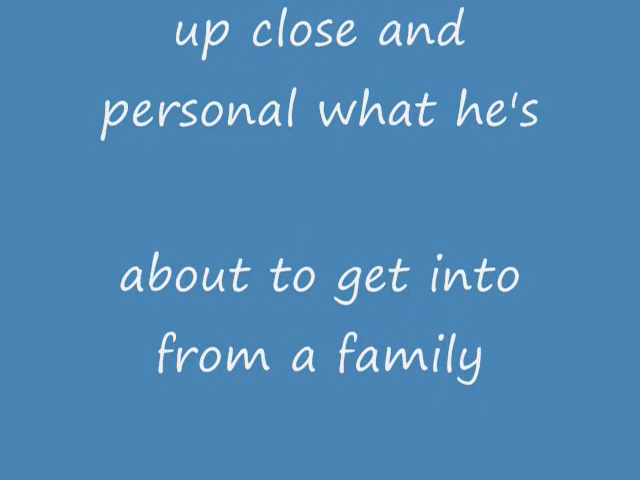 up close and
personal what he's
about to get into
from a family